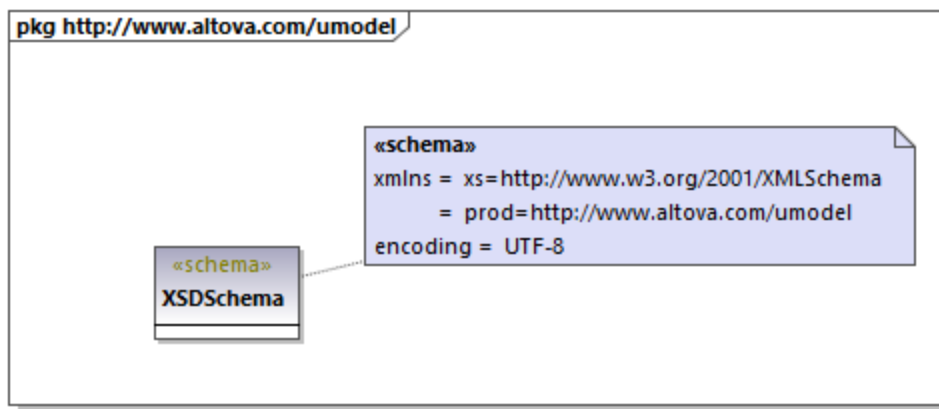 pkg http://www.altova.com/umodel
«schema»
xmlns = xs=http://www.w3.org/2001/XMLSchema
= prod=http://www.altova.com/umodel
encoding = UTF-8
«schema»
XSDSchema